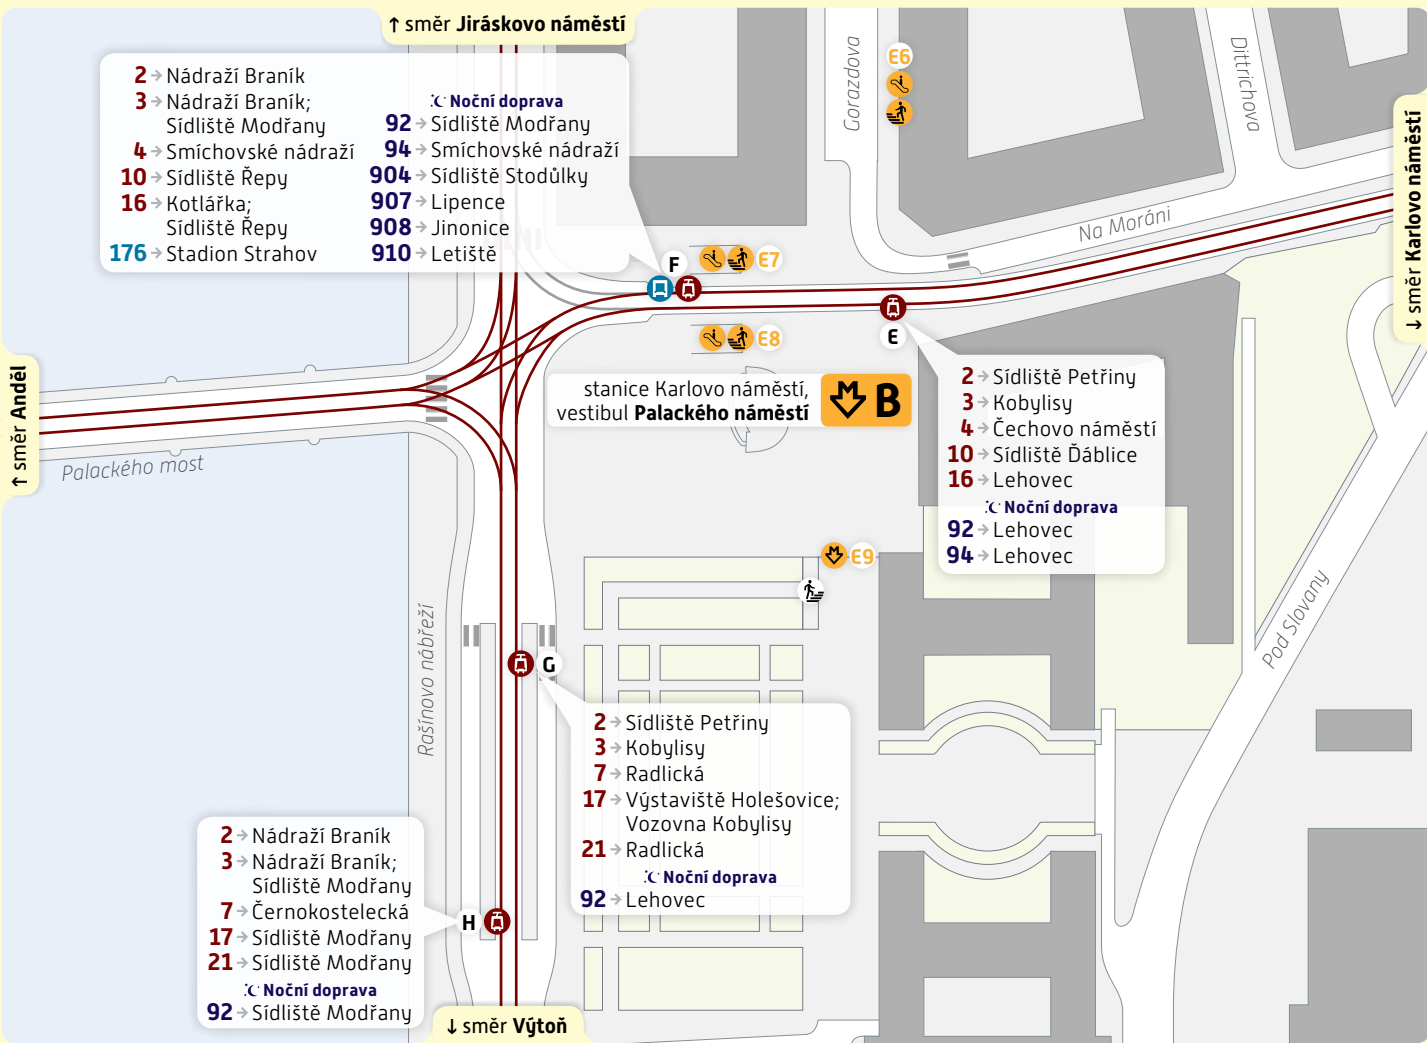 ↑ směr Jiráskovo náměstí
2 → Nádraží Braník
3 → Nádraží Braník;
Sídliště Modřany
4 → Smíchovské nádraží
10 → Sídliště Řepy
16 → Kotlářka;
Sídliště Řepy
176 → Stadion Strahov
Noční doprava
92 → Sídliště Modřany
94 → Smíchovské nádraží
904 → Sídliště Stodůlky
907 → Lipence
908 → Jinonice
910 → Letiště
Gorazdova
E6
Dittrichova
↓ směr Karlovo náměstí
Na Moráni
F
E7
E8
E
↑ směr Anděl
Palackého most
stanice Karlovo náměstí,
vestibul Palackého náměstí
B
2 → Sídliště Petřiny
3 → Kobylisy
4 → Čechovo náměstí
10 → Sídliště Ďáblice
16 → Lehovec
Noční doprava
92 → Lehovec
94 → Lehovec
E9
Rašínovo nábřeží
Pod Slovany
G
2 → Sídliště Petřiny
3 → Kobylisy
7 → Radlická
17 → Výstaviště Holešovice;
Vozovna Kobylisy
21 → Radlická
Noční doprava
92 → Lehovec
H
2 → Nádraží Braník
3 → Nádraží Braník;
Sídliště Modřany
7 → Černokostelecká
17 → Sídliště Modřany
21 → Sídliště Modřany
Noční doprava
92 → Sídliště Modřany
↓ směr Výtoň